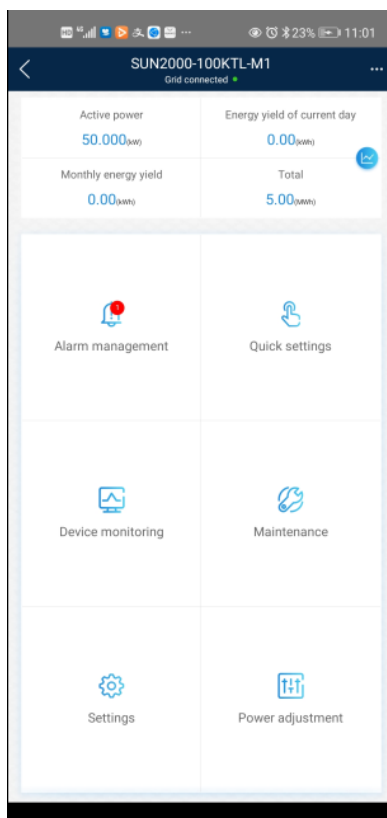 23% 11:01
SUN2000-100KTL-M1
Grid connected
...
Active power
Energy yield of current day
50.000(kW)
0.00(kWh)
Monthly energy yield
Total
0.00(kWh)
5.00(MWh)
1
Alarm management
Quick settings
Device monitoring
Maintenance
Settings
Power adjustment